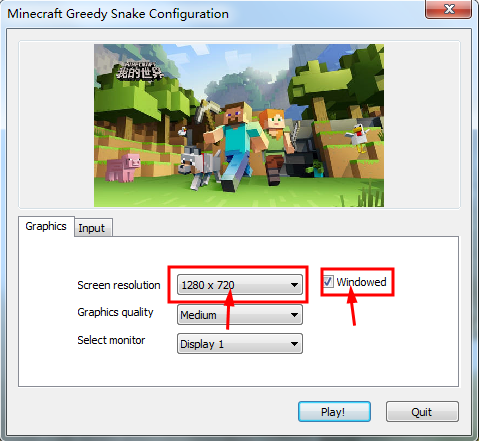 Minecraft Greedy Snake Configuration
MINECRAFT
我的世界
Graphics
Input
Screen resolution
1280 x 720
Windowed
Graphics quality
Medium
Select monitor
Display 1
Play!
Quit